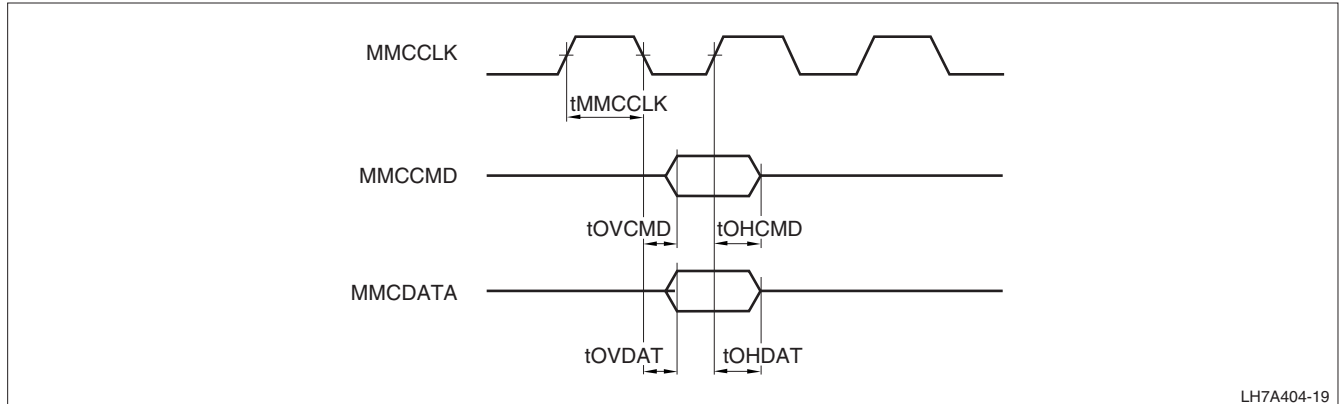 MMCCLK
tMMCCLK
MMCCMD
tOVCMD tOHCMD
MMCDATA
tOVDAT tOHDAT
LH7A404-19